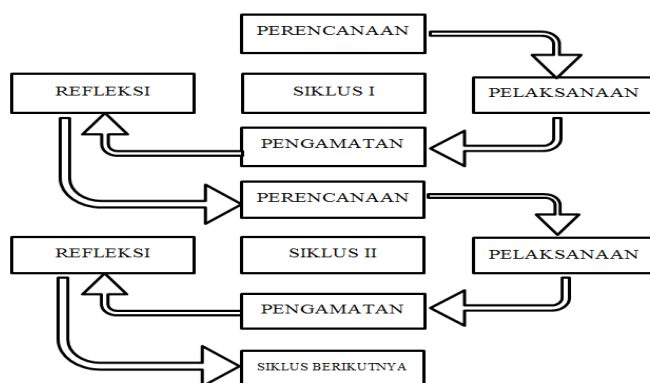 PERENCANAAN
REFLEKSI
SIKLUS I
PELAKSANAAN
PENGAMATAN
PERENCANAAN
REFLEKSI
SIKLUS II
PELAKSANAAN
PENGAMATAN
SIKLUS BERIKUTNYA